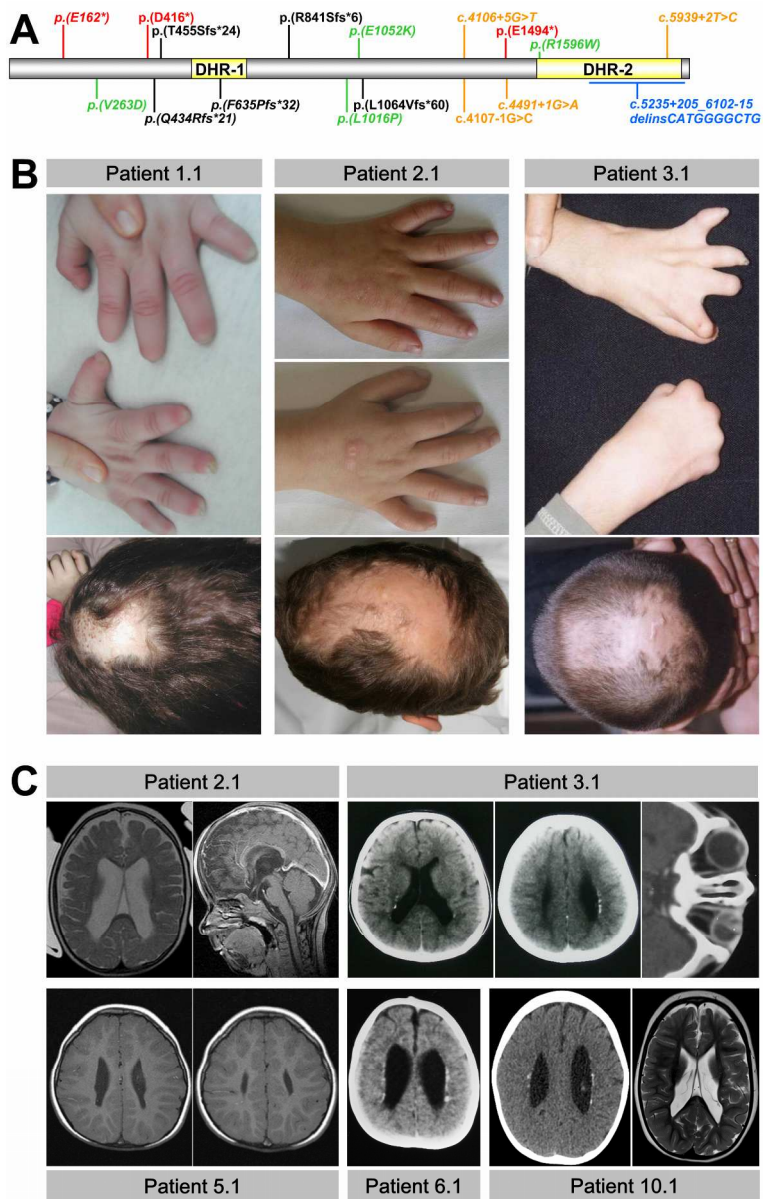 A
p.(E162*)
p.(D416*)
p.(T455Sfs*24)
p.(R841Sfs*6)
p.(E1052K)
c.4106+5G>T
p.(E1494*)
p.(R1596W)
c.5939+2T>C
DHR-1
DHR-2
p.(V263D)
p.(Q434Rfs*21)
p.(F635Pfs*32)
p.(L1016P)
p.(L1064Vfs*60)
c.4107-1G>C
c.4491+1G>A
c.5235+205_6102-15
delinsCATGGGGCTG
B
Patient 1.1
Patient 2.1
Patient 3.1
C
Patient 2.1
Patient 3.1
Patient 5.1
Patient 6.1
Patient 10.1